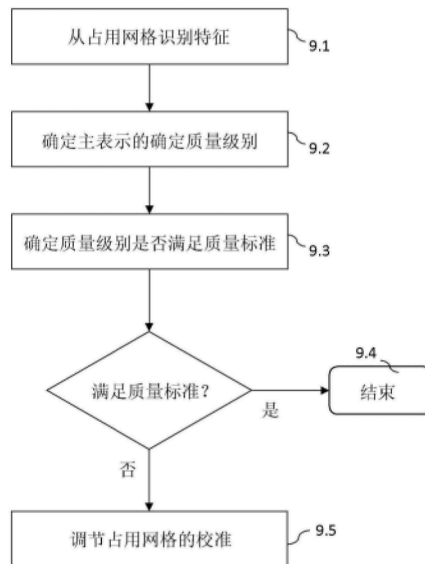 从占用网格识别特征
9.1
确定主表示的确定质量级别
9.2
确定质量级别是否满足质量标准
9.3
满足质量标准？
是
9.4
结束
否
调节占用网格的校准
9.5